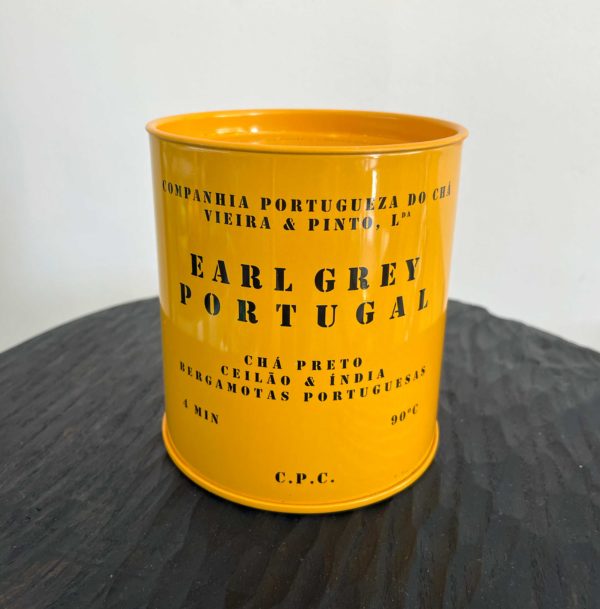 COMPANHIA PORTUGUEZA DO CHÁ
VIEIRA & PINTO, LDA
EARL GREY
PORTUGAL
CHÁ PRETO
CEILÃO & ÍNDIA
BERGAMOTAS PORTUGUESAS
4 MIN
90°C
C.P.C.